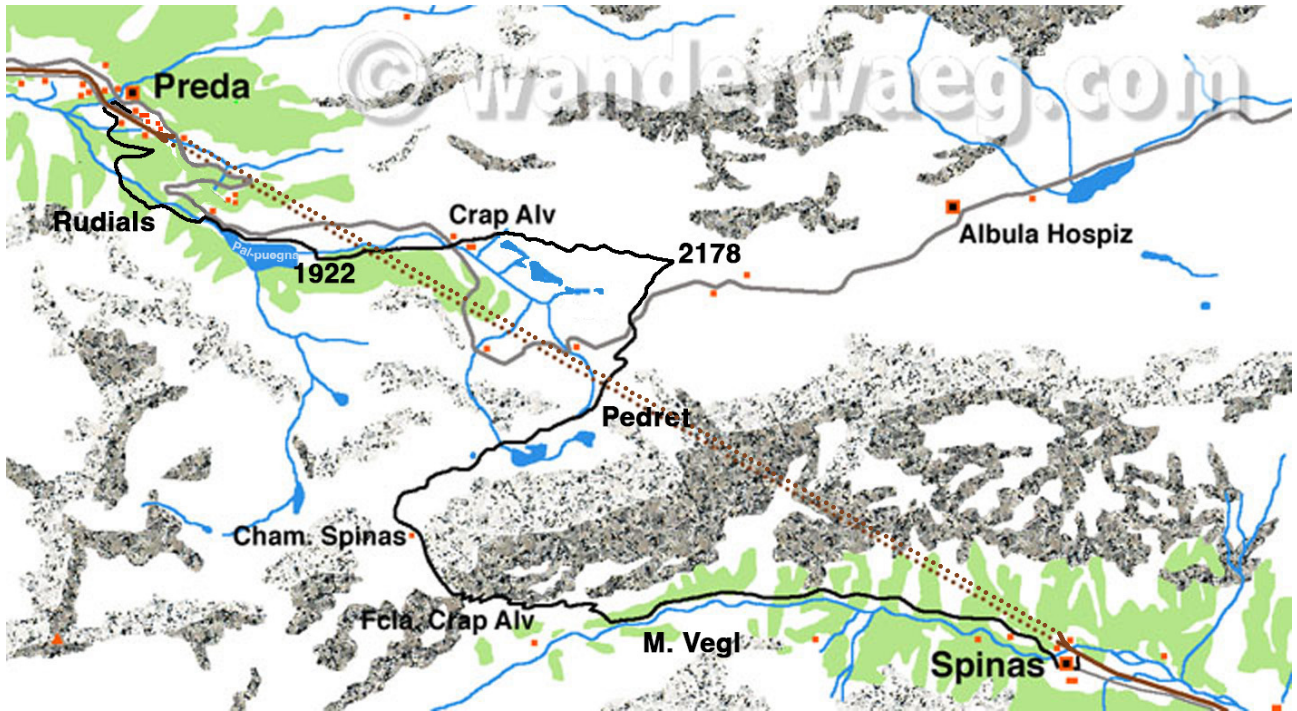 © wanderwaeg.com
Preda
Rudials
Crap Alv
2178
Albula Hospiz
Pal-puegna
1922
Pedret
Cham. Spinas
Fcla. Crap Alv
M. Vegl
Spinas